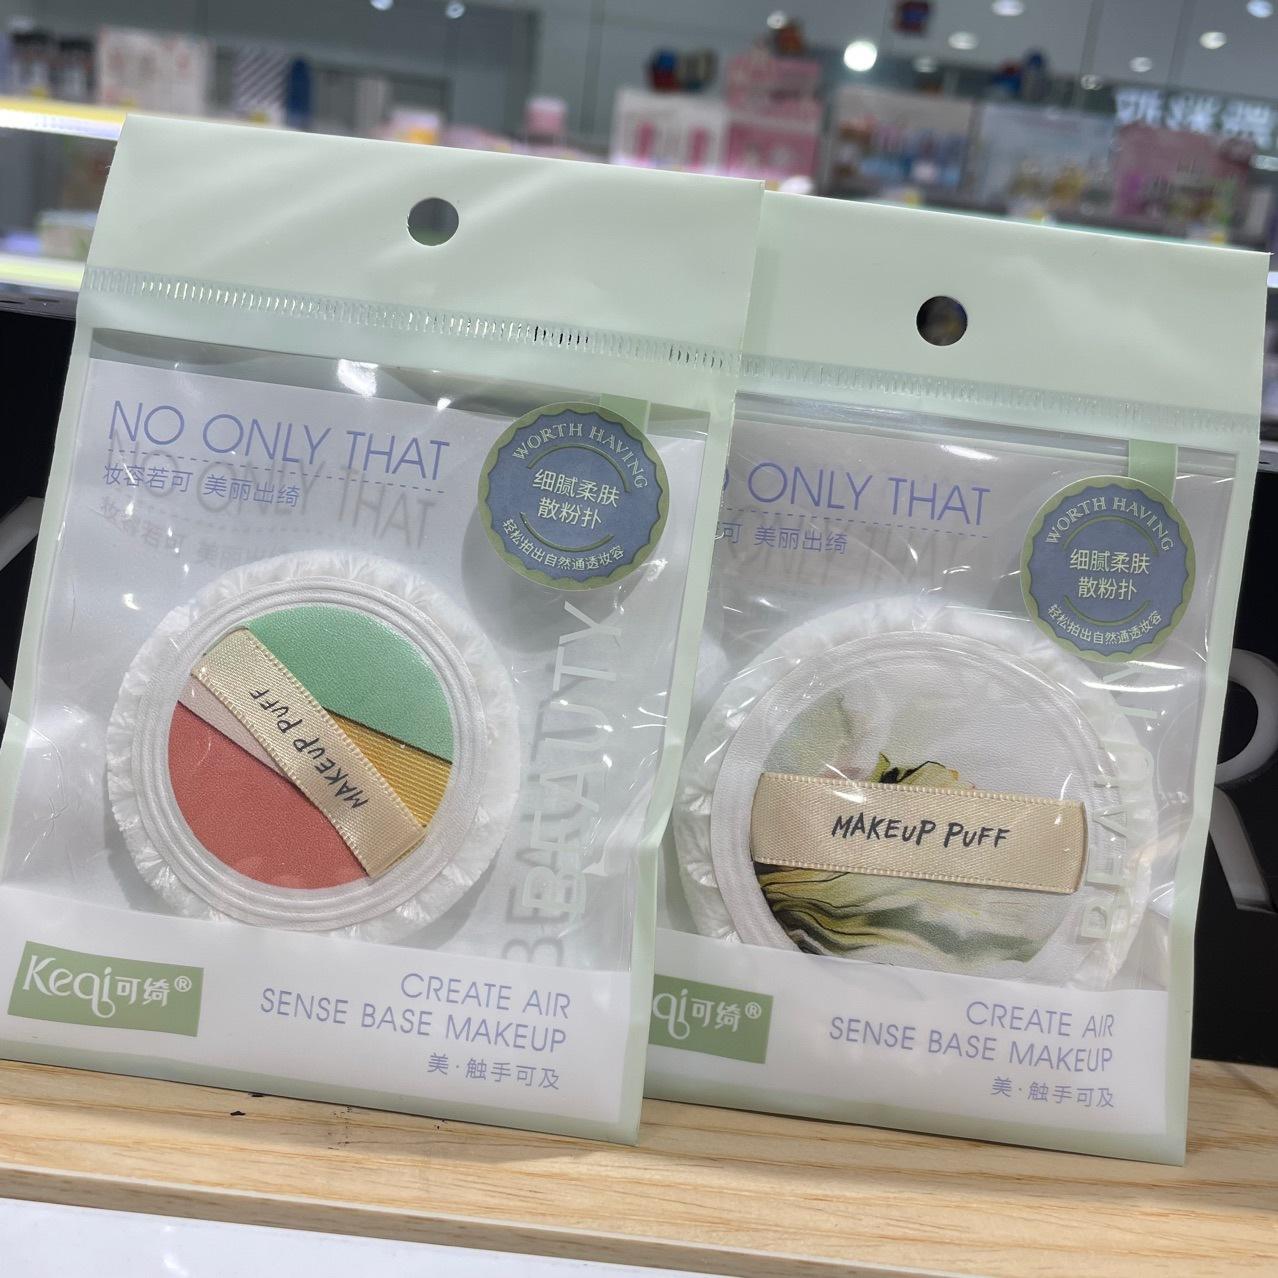 NO ONLY THAT
妆容若可 美丽出绮
WORTH HAVING
细腻柔肤
散粉扑
轻松拍出自然通透妆容
MAKEUP PUFF
BEAUTY
Keqi可绮®
CREATE AIR
SENSE BASE MAKEUP
美·触手可及
ONLY THAT
可 美丽出绮
WORTH HAVING
细腻柔肤
散粉扑
轻松拍出自然通透妆容
MAKEUP PUFF
BEAUTY
qi可绮®
CREATE AIR
SENSE BASE MAKEUP
美·触手可及
R